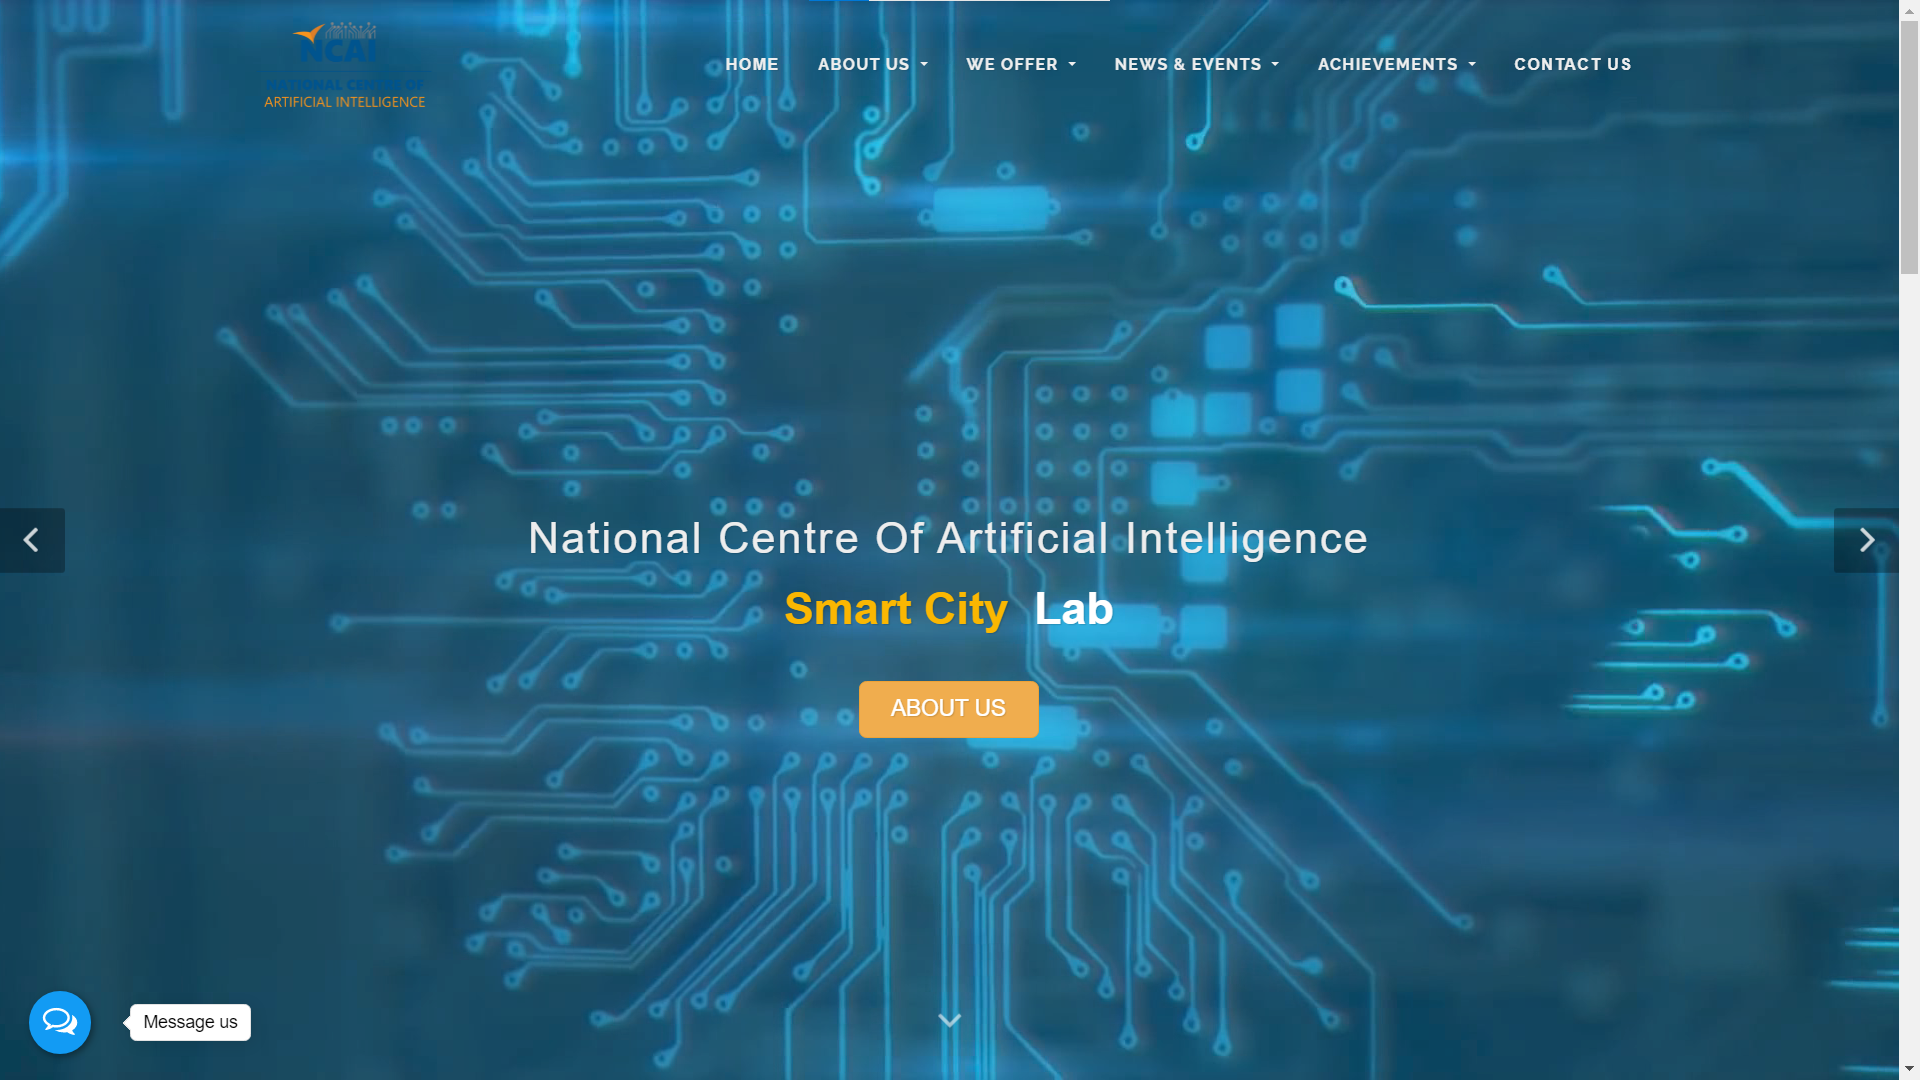 NCAI
NATIONAL CENTRE OF
ARTIFICIAL INTELLIGENCE
HOME
ABOUT US
WE OFFER
NEWS & EVENTS
ACHIEVEMENTS
CONTACT US
National Centre Of Artificial Intelligence
Smart City Lab
ABOUT US
Message us